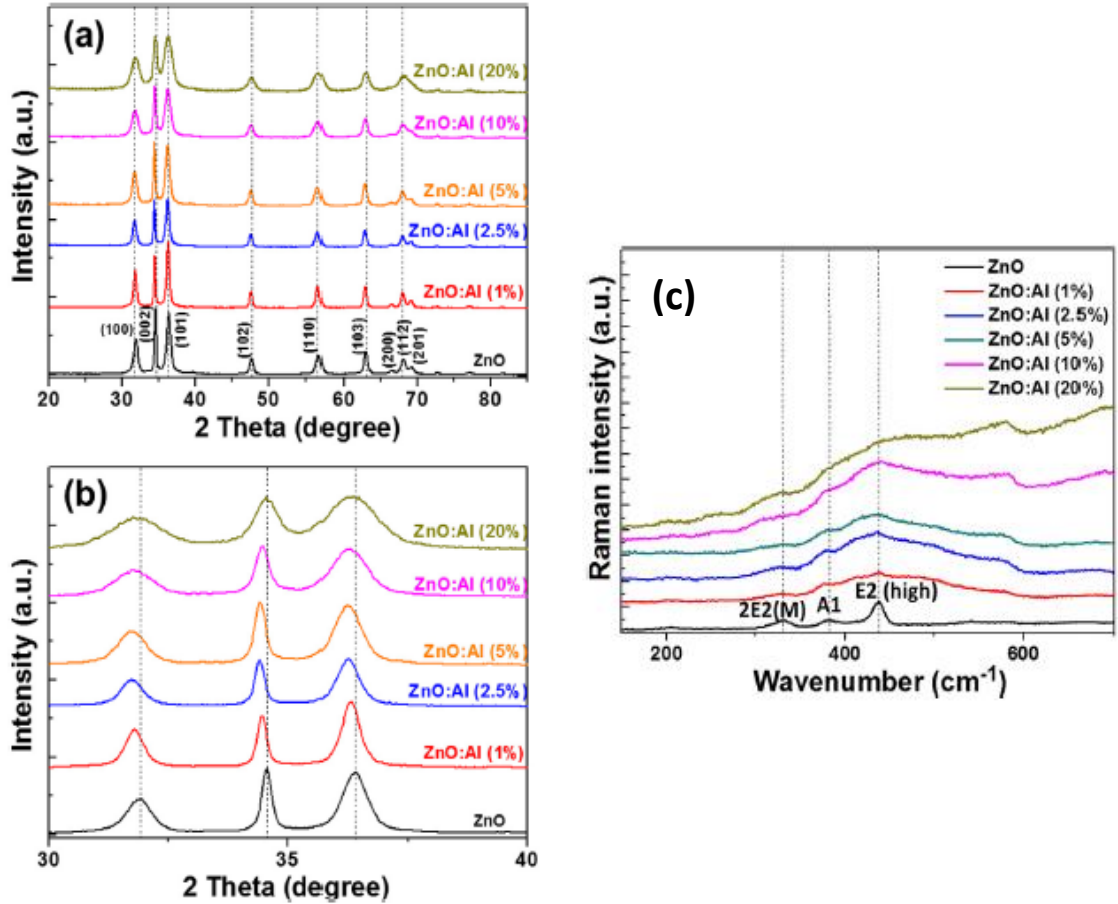 (a)
Intensity (a.u.)
ZnO:Al (20%)
ZnO:Al (10%)
ZnO:Al (5%)
ZnO:Al (2.5%)
ZnO:Al (1%)
ZnO
(100)
(002)
(101)
(102)
(110)
(103)
(200)
(112)
(201)
20 30 40 50 60 70 80
2 Theta (degree)
(b)
Intensity (a.u.)
ZnO:Al (20%)
ZnO:Al (10%)
ZnO:Al (5%)
ZnO:Al (2.5%)
ZnO:Al (1%)
ZnO
30 35 40
2 Theta (degree)
(c)
Raman intensity (a.u.)
ZnO
ZnO:Al (1%)
ZnO:Al (2.5%)
ZnO:Al (5%)
ZnO:Al (10%)
ZnO:Al (20%)
2E2(M) A1 E2 (high)
200 400 600
Wavenumber (cm⁻¹)